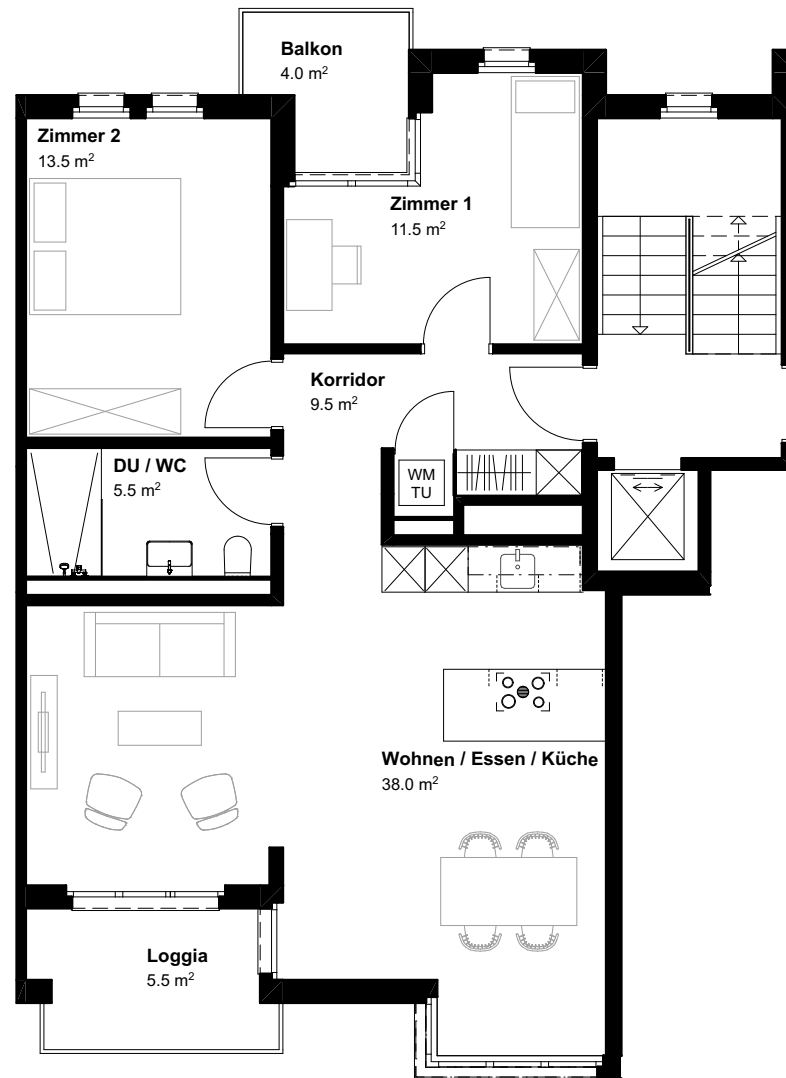 Balkon
4.0 m²
Zimmer 2
13.5 m²
Zimmer 1
11.5 m²
Korridor
9.5 m²
DU / WC
5.5 m²
WM
TU
Wohnen / Essen / Küche
38.0 m²
Loggia
5.5 m²